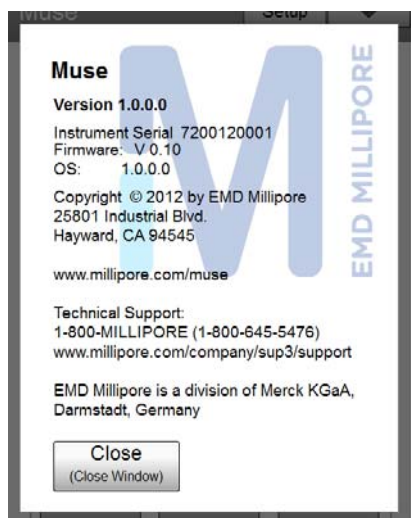 Muse
Setup
Muse
Version 1.0.0.0
Instrument Serial 7200120001
Firmware: V 0.10
OS: 1.0.0.0
Copyright © 2012 by EMD Millipore
25801 Industrial Blvd.
Hayward, CA 94545
www.millipore.com/muse
Technical Support:
1-800-MILLIPORE (1-800-645-5476)
www.millipore.com/company/sup3/support
EMD Millipore is a division of Merck KGaA,
Darmstadt, Germany
Close
(Close Window)
M
EMD MILLIPORE